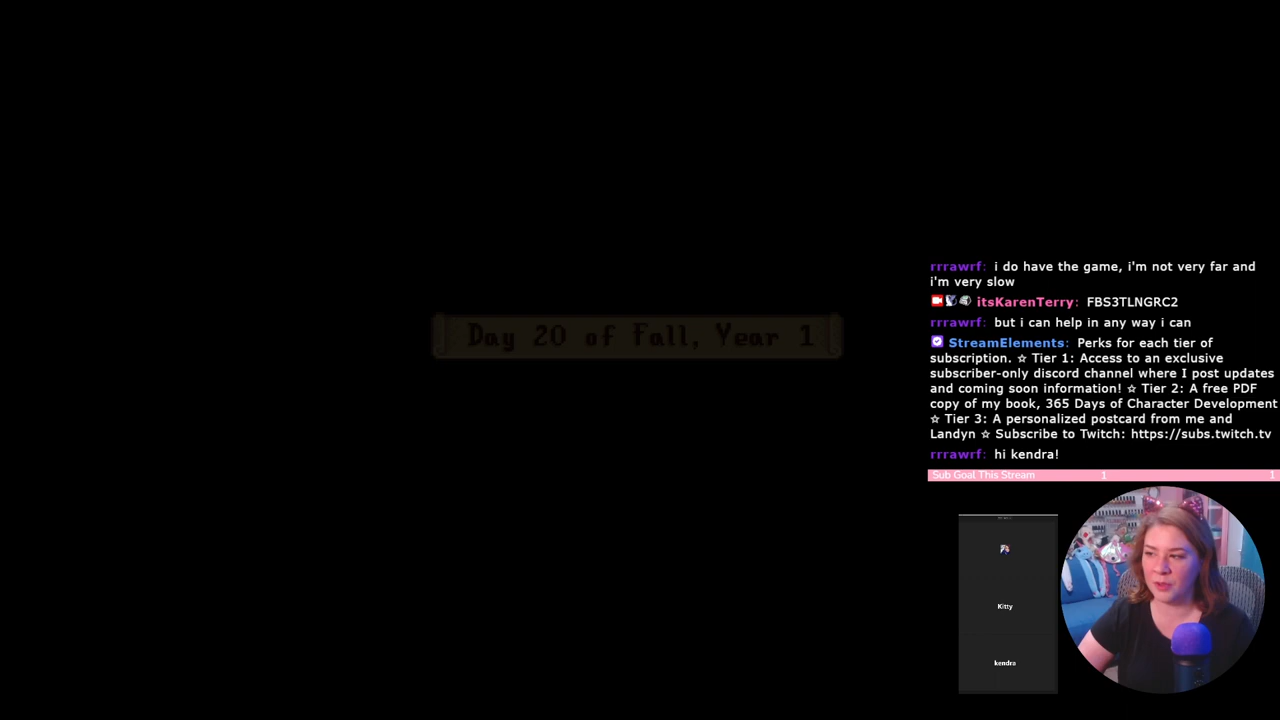 Day 20 of Fall, Year 1
rrrawrf: i do have the game, i'm not very far and
i'm very slow
itsKarenTerry: FBS3TLNGRC2
rrrawrf: but i can help in any way i can
StreamElements: Perks for each tier of
subscription. ☆ Tier 1: Access to an exclusive
subscriber-only discord channel where I post updates
and coming soon information! ☆ Tier 2: A free PDF
copy of my book, 365 Days of Character Development
☆ Tier 3: A personalized postcard from me and
Landyn ☆ Subscribe to Twitch: https://subs.twitch.tv
rrrawrf: hi kendra!
Sub Goal This Stream 1 1
Kitty
kendra